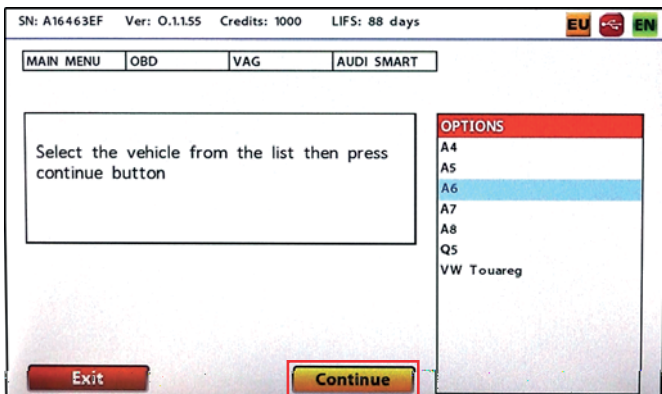 SN: A16463EF Ver: 0.1.1.55 Credits: 1000 LIFS: 88 days EU EN
MAIN MENU OBD VAG AUDI SMART
Select the vehicle from the list then press
continue button
OPTIONS
A4
A5
A6
A7
A8
Q5
VW Touareg
Exit Continue